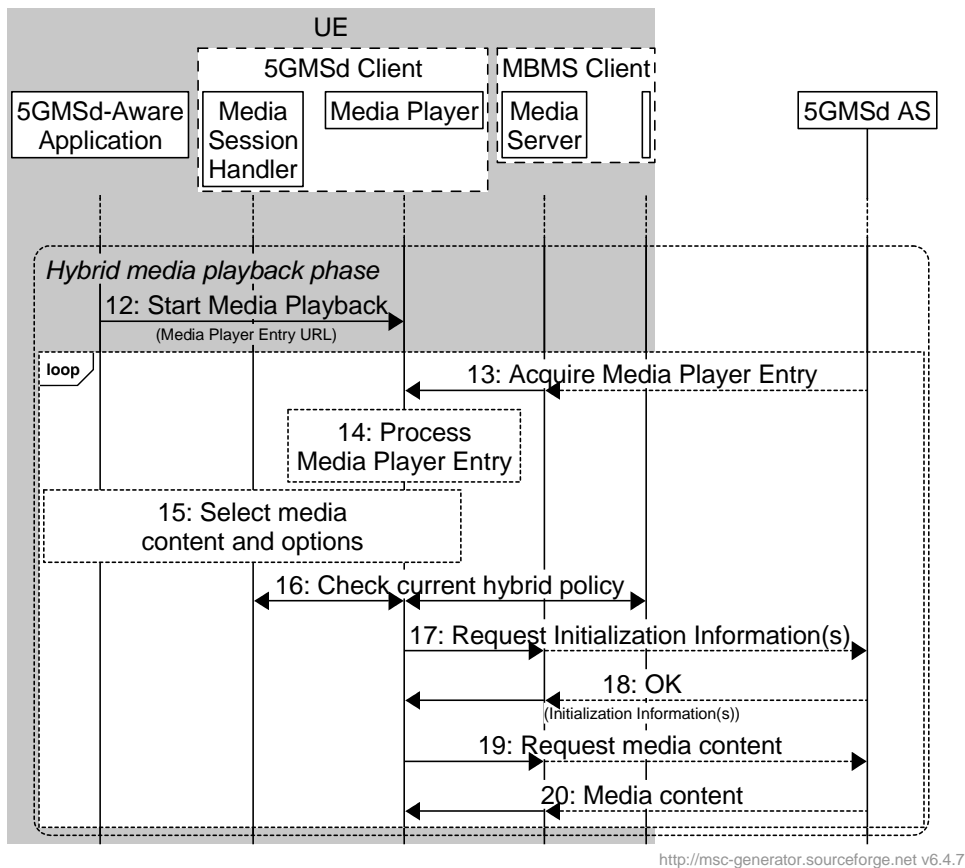 UE
5GMSd Client
MBMS Client
5GMSd-Aware
Application
Media
Session
Handler
Media Player
Media
Server
5GMSd AS
Hybrid media playback phase
12: Start Media Playback
(Media Player Entry URL)
loop
13: Acquire Media Player Entry
14: Process
Media Player Entry
15: Select media
content and options
16: Check current hybrid policy
17: Request Initialization Information(s)
18: OK
(Initialization Information(s))
19: Request media content
20: Media content
http://msc-generator.sourceforge.net v6.4.7